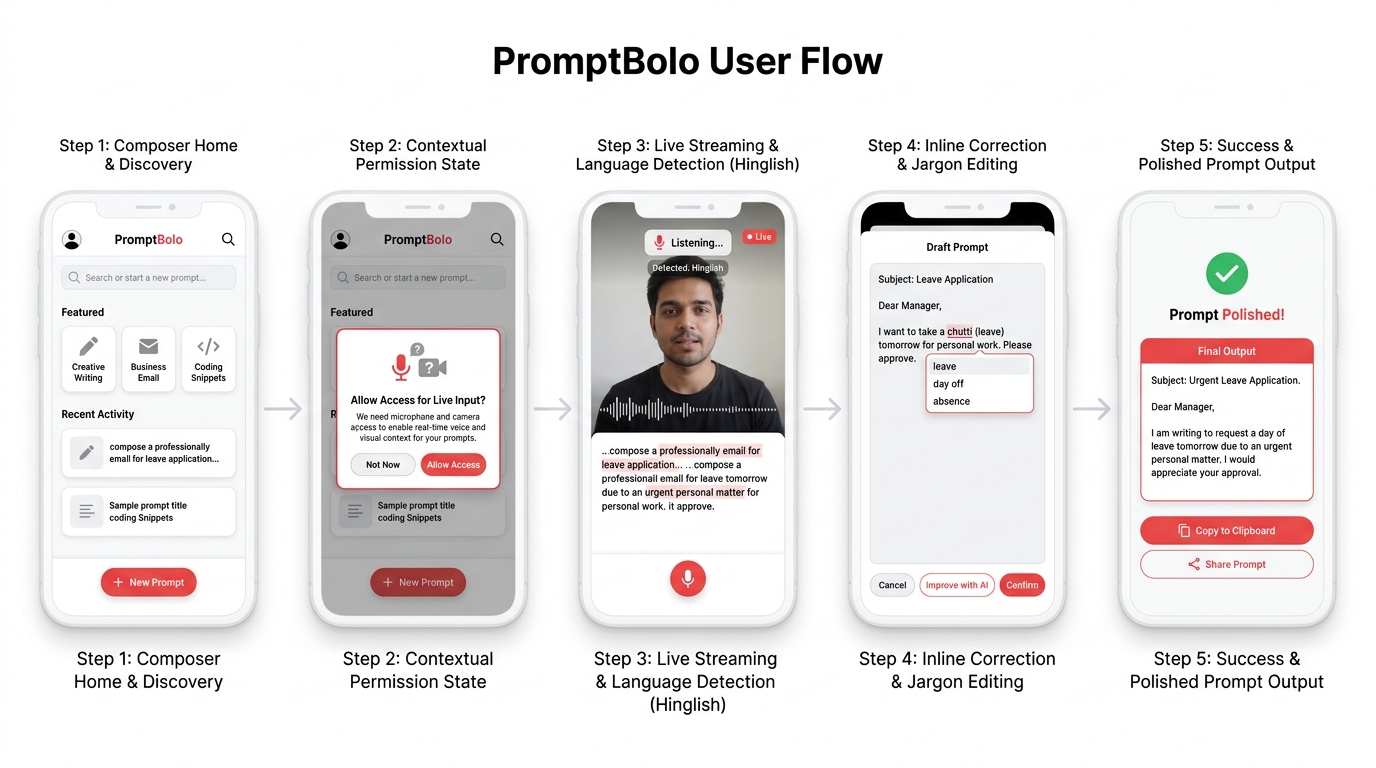 PromptBolo User Flow
Step 1: Composer Home
& Discovery
PromptBolo
Search or start a new prompt...
Featured
Creative
Writing
Business
Email
Coding
Snippets
Recent Activity
compose a professionally
email for leave application...
Sample prompt title
coding Snippets
+ New Prompt
Step 1: Composer
Home & Discovery
Step 2: Contextual
Permission State
PromptBolo
Search or start a new prompt...
Featured
R
?
Allow Access for Live Input?
We need microphone and camera
access to enable real-time voice and
visual context for your prompts.
Not Now
Allow Access
Sample prompt title
coding Snippets
+ New Prompt
Step 2: Contextual
Permission State
Step 3: Live Streaming &
Language Detection (Hinglish)
Listening...
Live
Detected. Hinglish
...compose a professionally email for
leave application... ...compose a
professionail email for leave tomorrow
due to an urgent personal matter for
personal work. it approve.
Step 3: Live Streaming
& Language Detection
(Hinglish)
Step 4: Inline Correction
& Jargon Editing
Draft Prompt
Subject: Leave Application
Dear Manager,
I want to take a chutti (leave)
tomorrow for personal work. Please
approve.
leave
day off
absence
Cancel
Improve with AI
Confirm
Step 4: Inline Correction
& Jargon Editing
Step 5: Success &
Polished Prompt Output
Prompt Polished!
Final Output
Subject: Urgent Leave Application.
Dear Manager,
I am writing to request a day of
leave tomorrow due to an urgent
personal matter. I would
appreciate your approval.
Copy to Clipboard
Share Prompt
Step 5: Success &
Polished Prompt Output